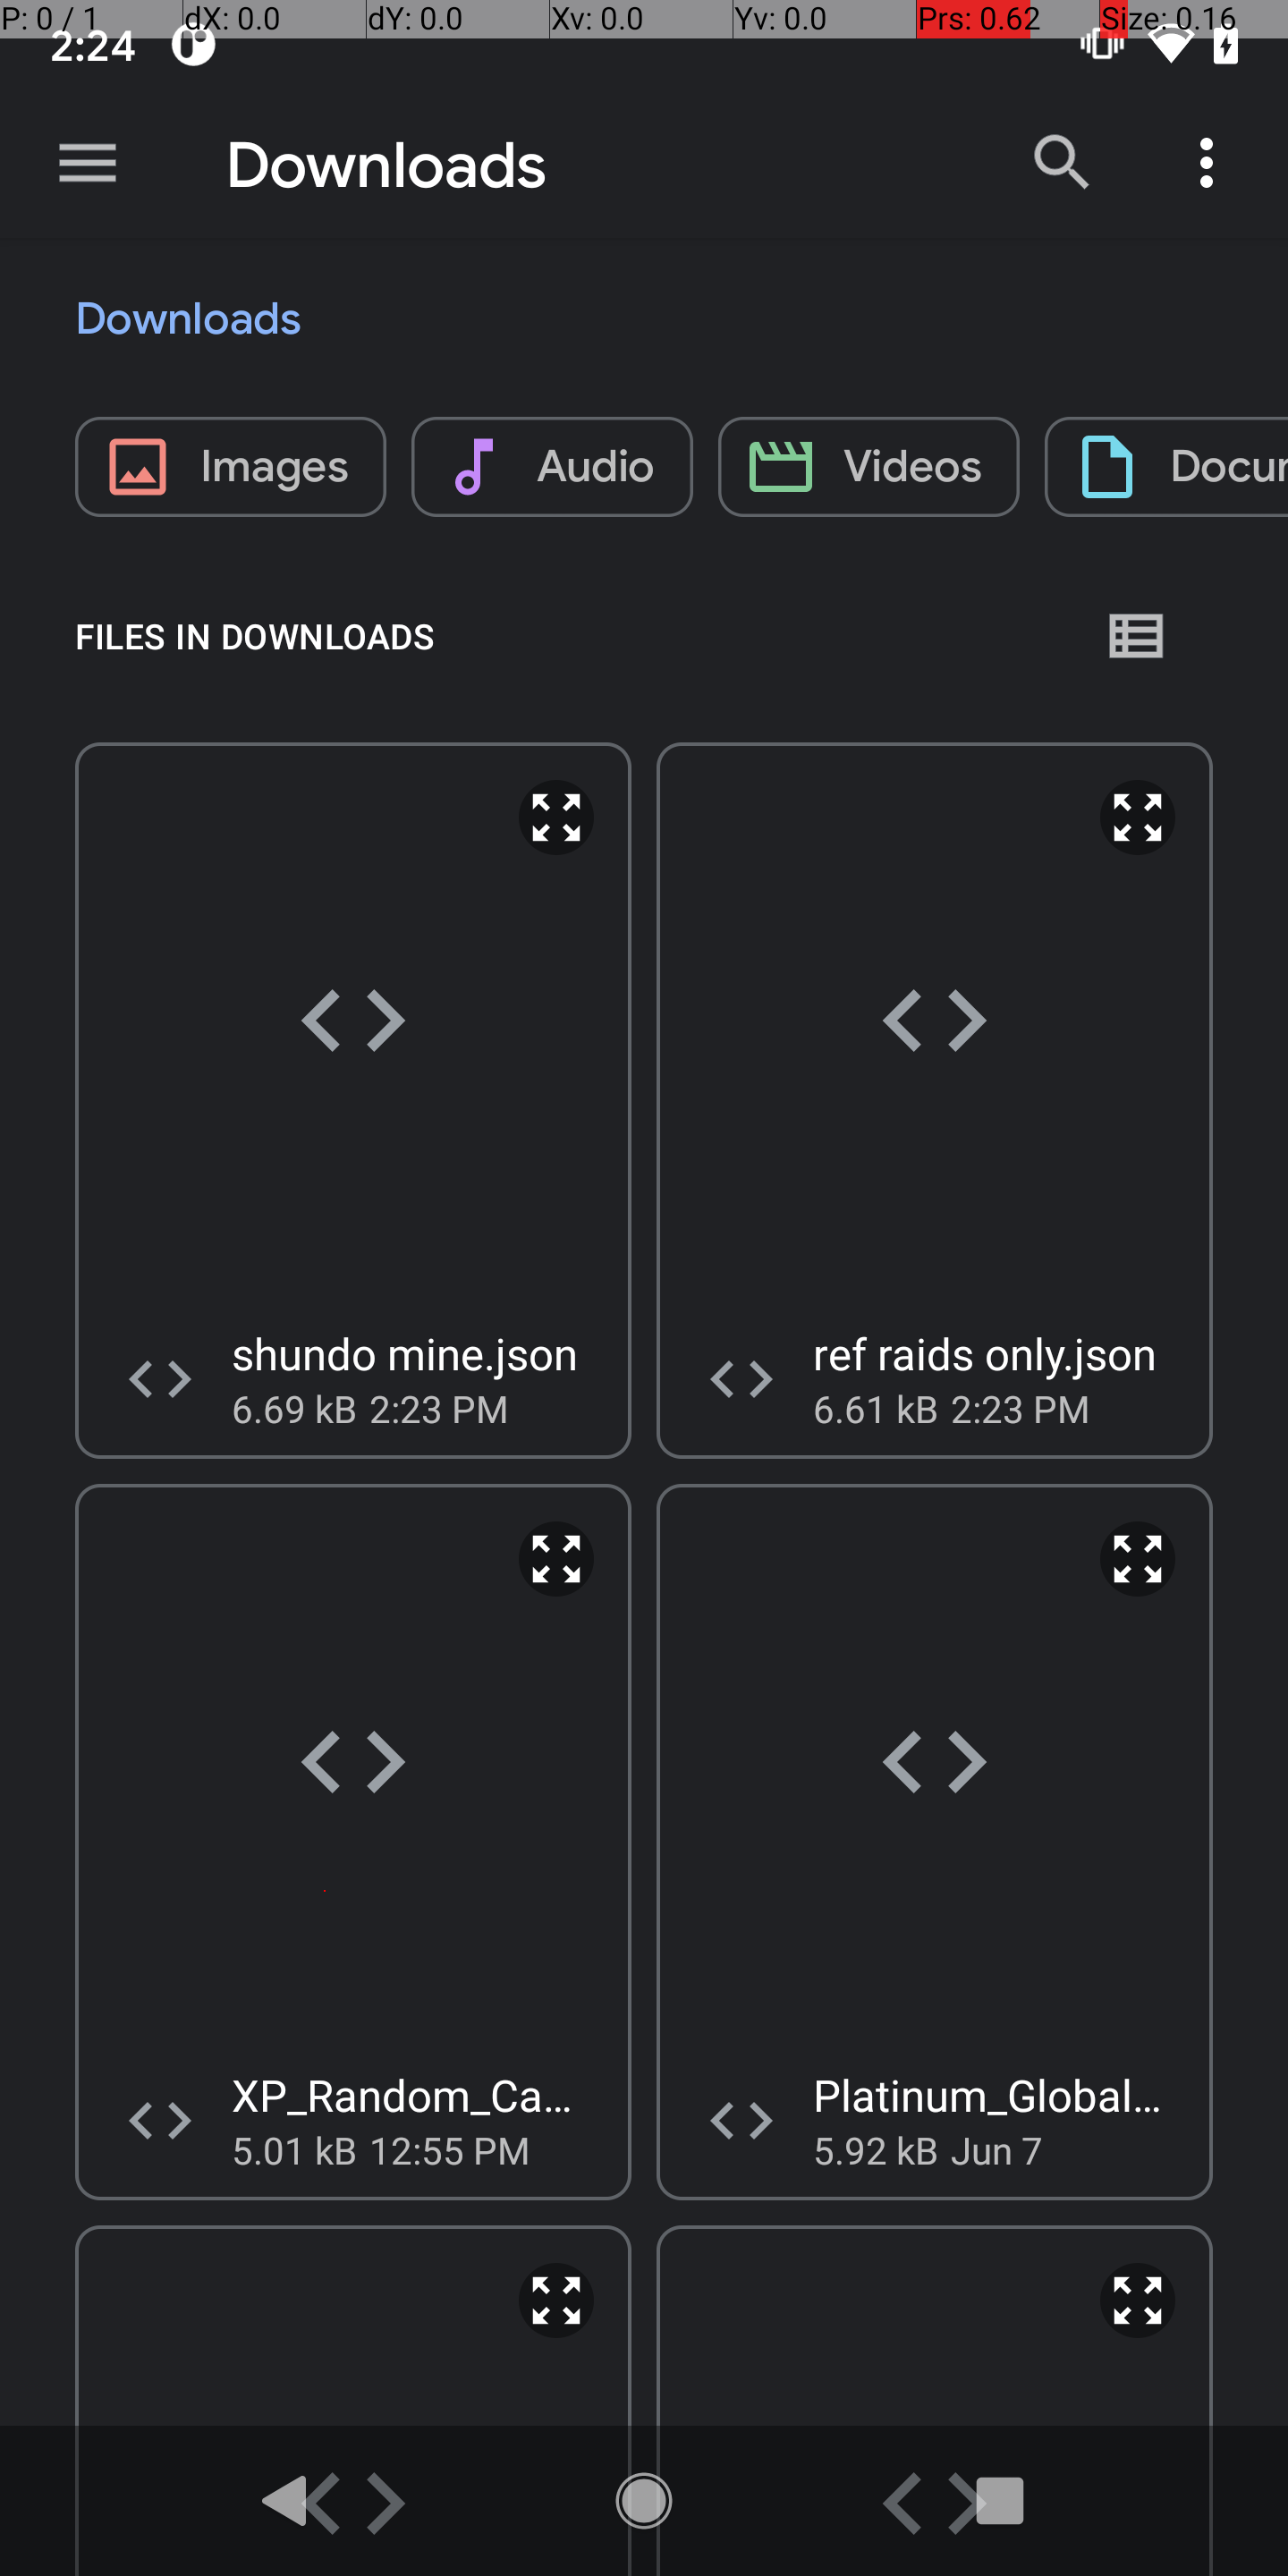 P: 0 / 1 dX: 0.0 dY: 0.0 Xv: 0.0 Yv: 0.0 Prs: 0.62 Size: 0.16
2:24
Downloads
Downloads
Images Audio Videos Docu
FILES IN DOWNLOADS
shundo mine.json ref raids only.json
6.69 kB 2:23 PM 6.61 kB 2:23 PM
XP_Random_Ca... Platinum_Global...
5.01 kB 12:55 PM 5.92 kB Jun 7